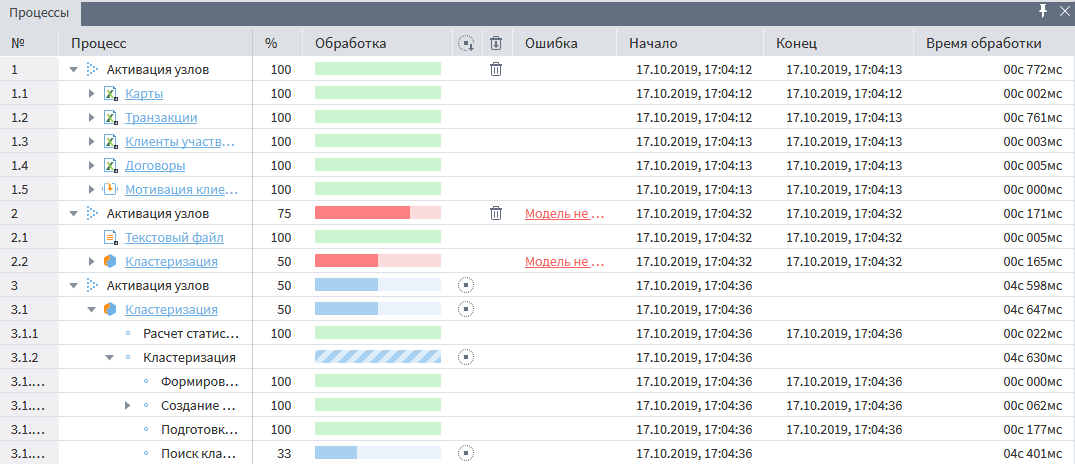 Процессы
№ Процесс % Обработка Ошибка Начало Конец Время обработки
1 Активация узлов 100 17.10.2019, 17:04:12 17.10.2019, 17:04:13 00с 772мс
1.1 Карты 100 17.10.2019, 17:04:12 17.10.2019, 17:04:12 00с 002мс
1.2 Транзакции 100 17.10.2019, 17:04:12 17.10.2019, 17:04:13 00с 761мс
1.3 Клиенты участв... 100 17.10.2019, 17:04:13 17.10.2019, 17:04:13 00с 003мс
1.4 Договоры 100 17.10.2019, 17:04:13 17.10.2019, 17:04:13 00с 005мс
1.5 Мотивация клие... 100 17.10.2019, 17:04:13 17.10.2019, 17:04:13 00с 000мс
2 Активация узлов 75 Модель не ... 17.10.2019, 17:04:32 17.10.2019, 17:04:32 00с 171мс
2.1 Текстовый файл 100 17.10.2019, 17:04:32 17.10.2019, 17:04:32 00с 005мс
2.2 Кластеризация 50 Модель не ... 17.10.2019, 17:04:32 17.10.2019, 17:04:32 00с 165мс
3 Активация узлов 50 17.10.2019, 17:04:36 04с 598мс
3.1 Кластеризация 50 17.10.2019, 17:04:36 04с 647мс
3.1.1 Расчет статис... 100 17.10.2019, 17:04:36 17.10.2019, 17:04:36 00с 022мс
3.1.2 Кластеризация 17.10.2019, 17:04:36 04с 630мс
3.1.... Формиров... 100 17.10.2019, 17:04:36 17.10.2019, 17:04:36 00с 000мс
3.1.... Создание ... 100 17.10.2019, 17:04:36 17.10.2019, 17:04:36 00с 062мс
3.1.... Подготовк... 100 17.10.2019, 17:04:36 17.10.2019, 17:04:36 00с 177мс
3.1.... Поиск кла... 33 17.10.2019, 17:04:36 04с 401мс